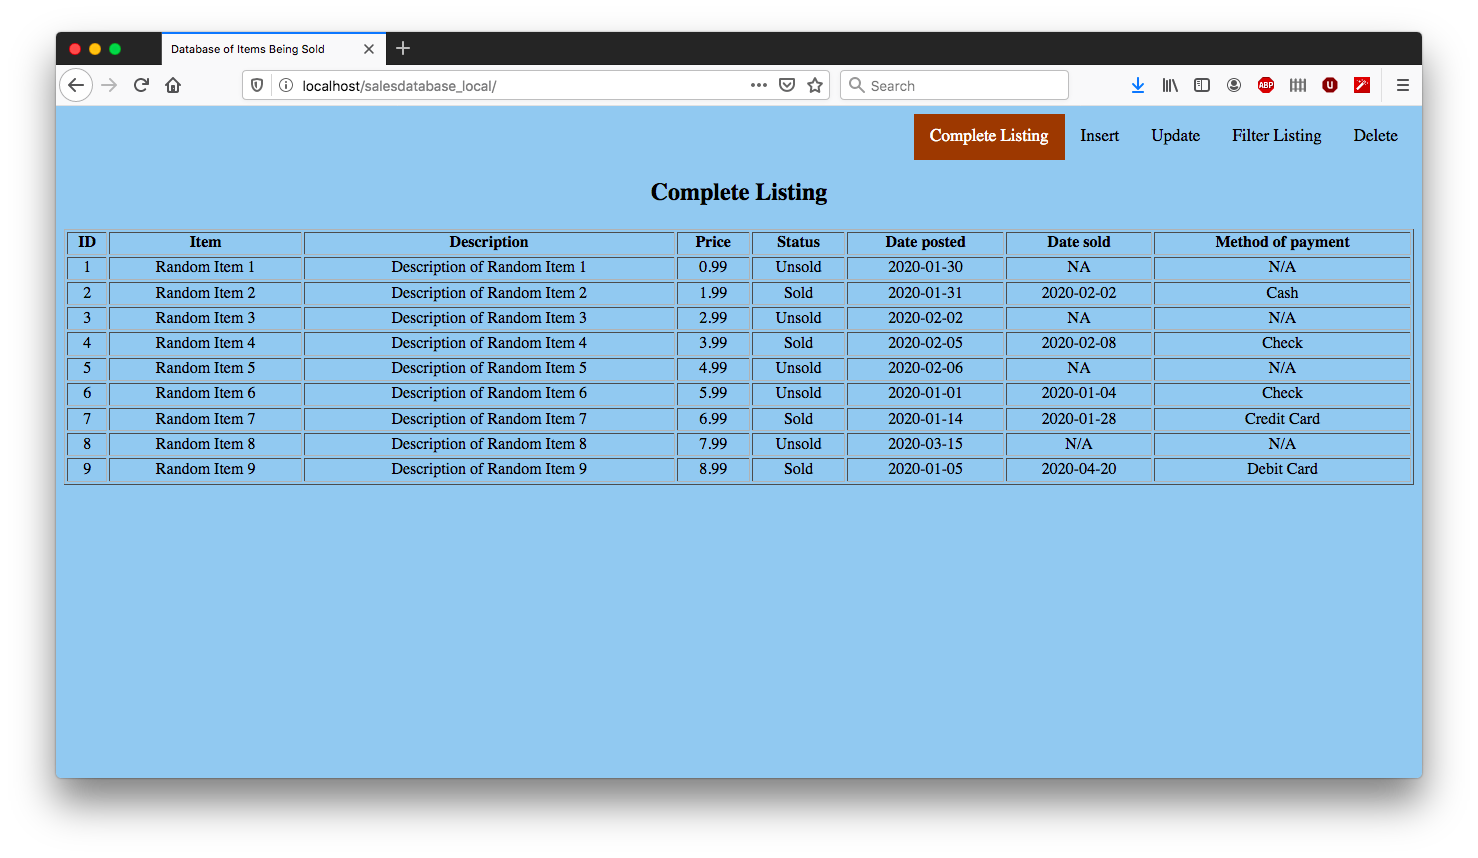 Database of Items Being Sold
localhost/salesdatabase_local/
Search
ABP
U
Complete Listing Insert Update Filter Listing Delete
Complete Listing
ID Item Description Price Status Date posted Date sold Method of payment
1 Random Item 1 Description of Random Item 1 0.99 Unsold 2020-01-30 NA N/A
2 Random Item 2 Description of Random Item 2 1.99 Sold 2020-01-31 2020-02-02 Cash
3 Random Item 3 Description of Random Item 3 2.99 Unsold 2020-02-02 NA N/A
4 Random Item 4 Description of Random Item 4 3.99 Sold 2020-02-05 2020-02-08 Check
5 Random Item 5 Description of Random Item 5 4.99 Unsold 2020-02-06 NA N/A
6 Random Item 6 Description of Random Item 6 5.99 Unsold 2020-01-01 2020-01-04 Check
7 Random Item 7 Description of Random Item 7 6.99 Sold 2020-01-14 2020-01-28 Credit Card
8 Random Item 8 Description of Random Item 8 7.99 Unsold 2020-03-15 N/A N/A
9 Random Item 9 Description of Random Item 9 8.99 Sold 2020-01-05 2020-04-20 Debit Card